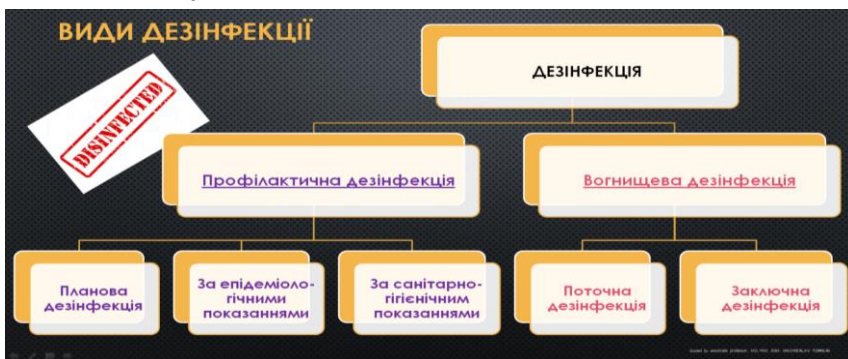 ВИДИ ДЕЗІНФЕКЦІЇ
DISINFECTED
ДЕЗІНФЕКЦІЯ
Профілактична дезінфекція
Вогнищева дезінфекція
Планова
дезінфекція
За епідеміоло-
гічними
показаннями
За санітарно-
гігієнічним
показанням
Поточна
дезінфекція
Заключна
дезінфекція